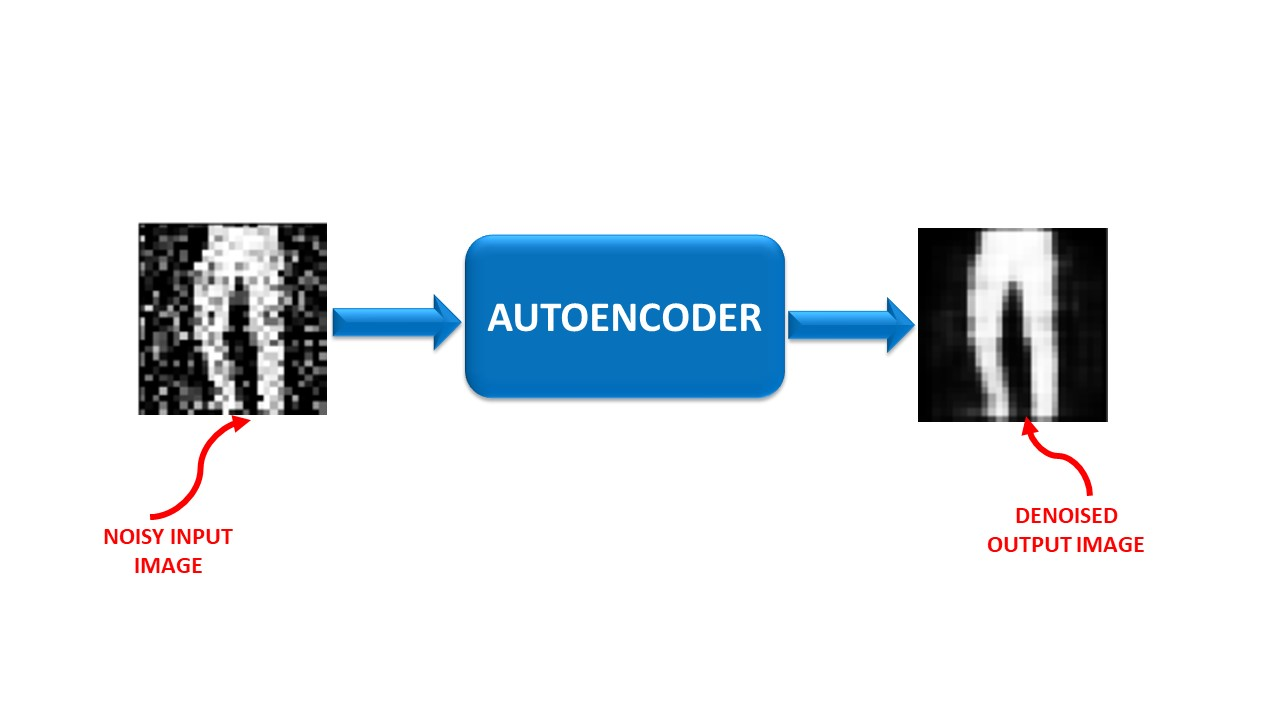 AUTOENCODER
NOISY INPUT
IMAGE
DENOISED
OUTPUT IMAGE